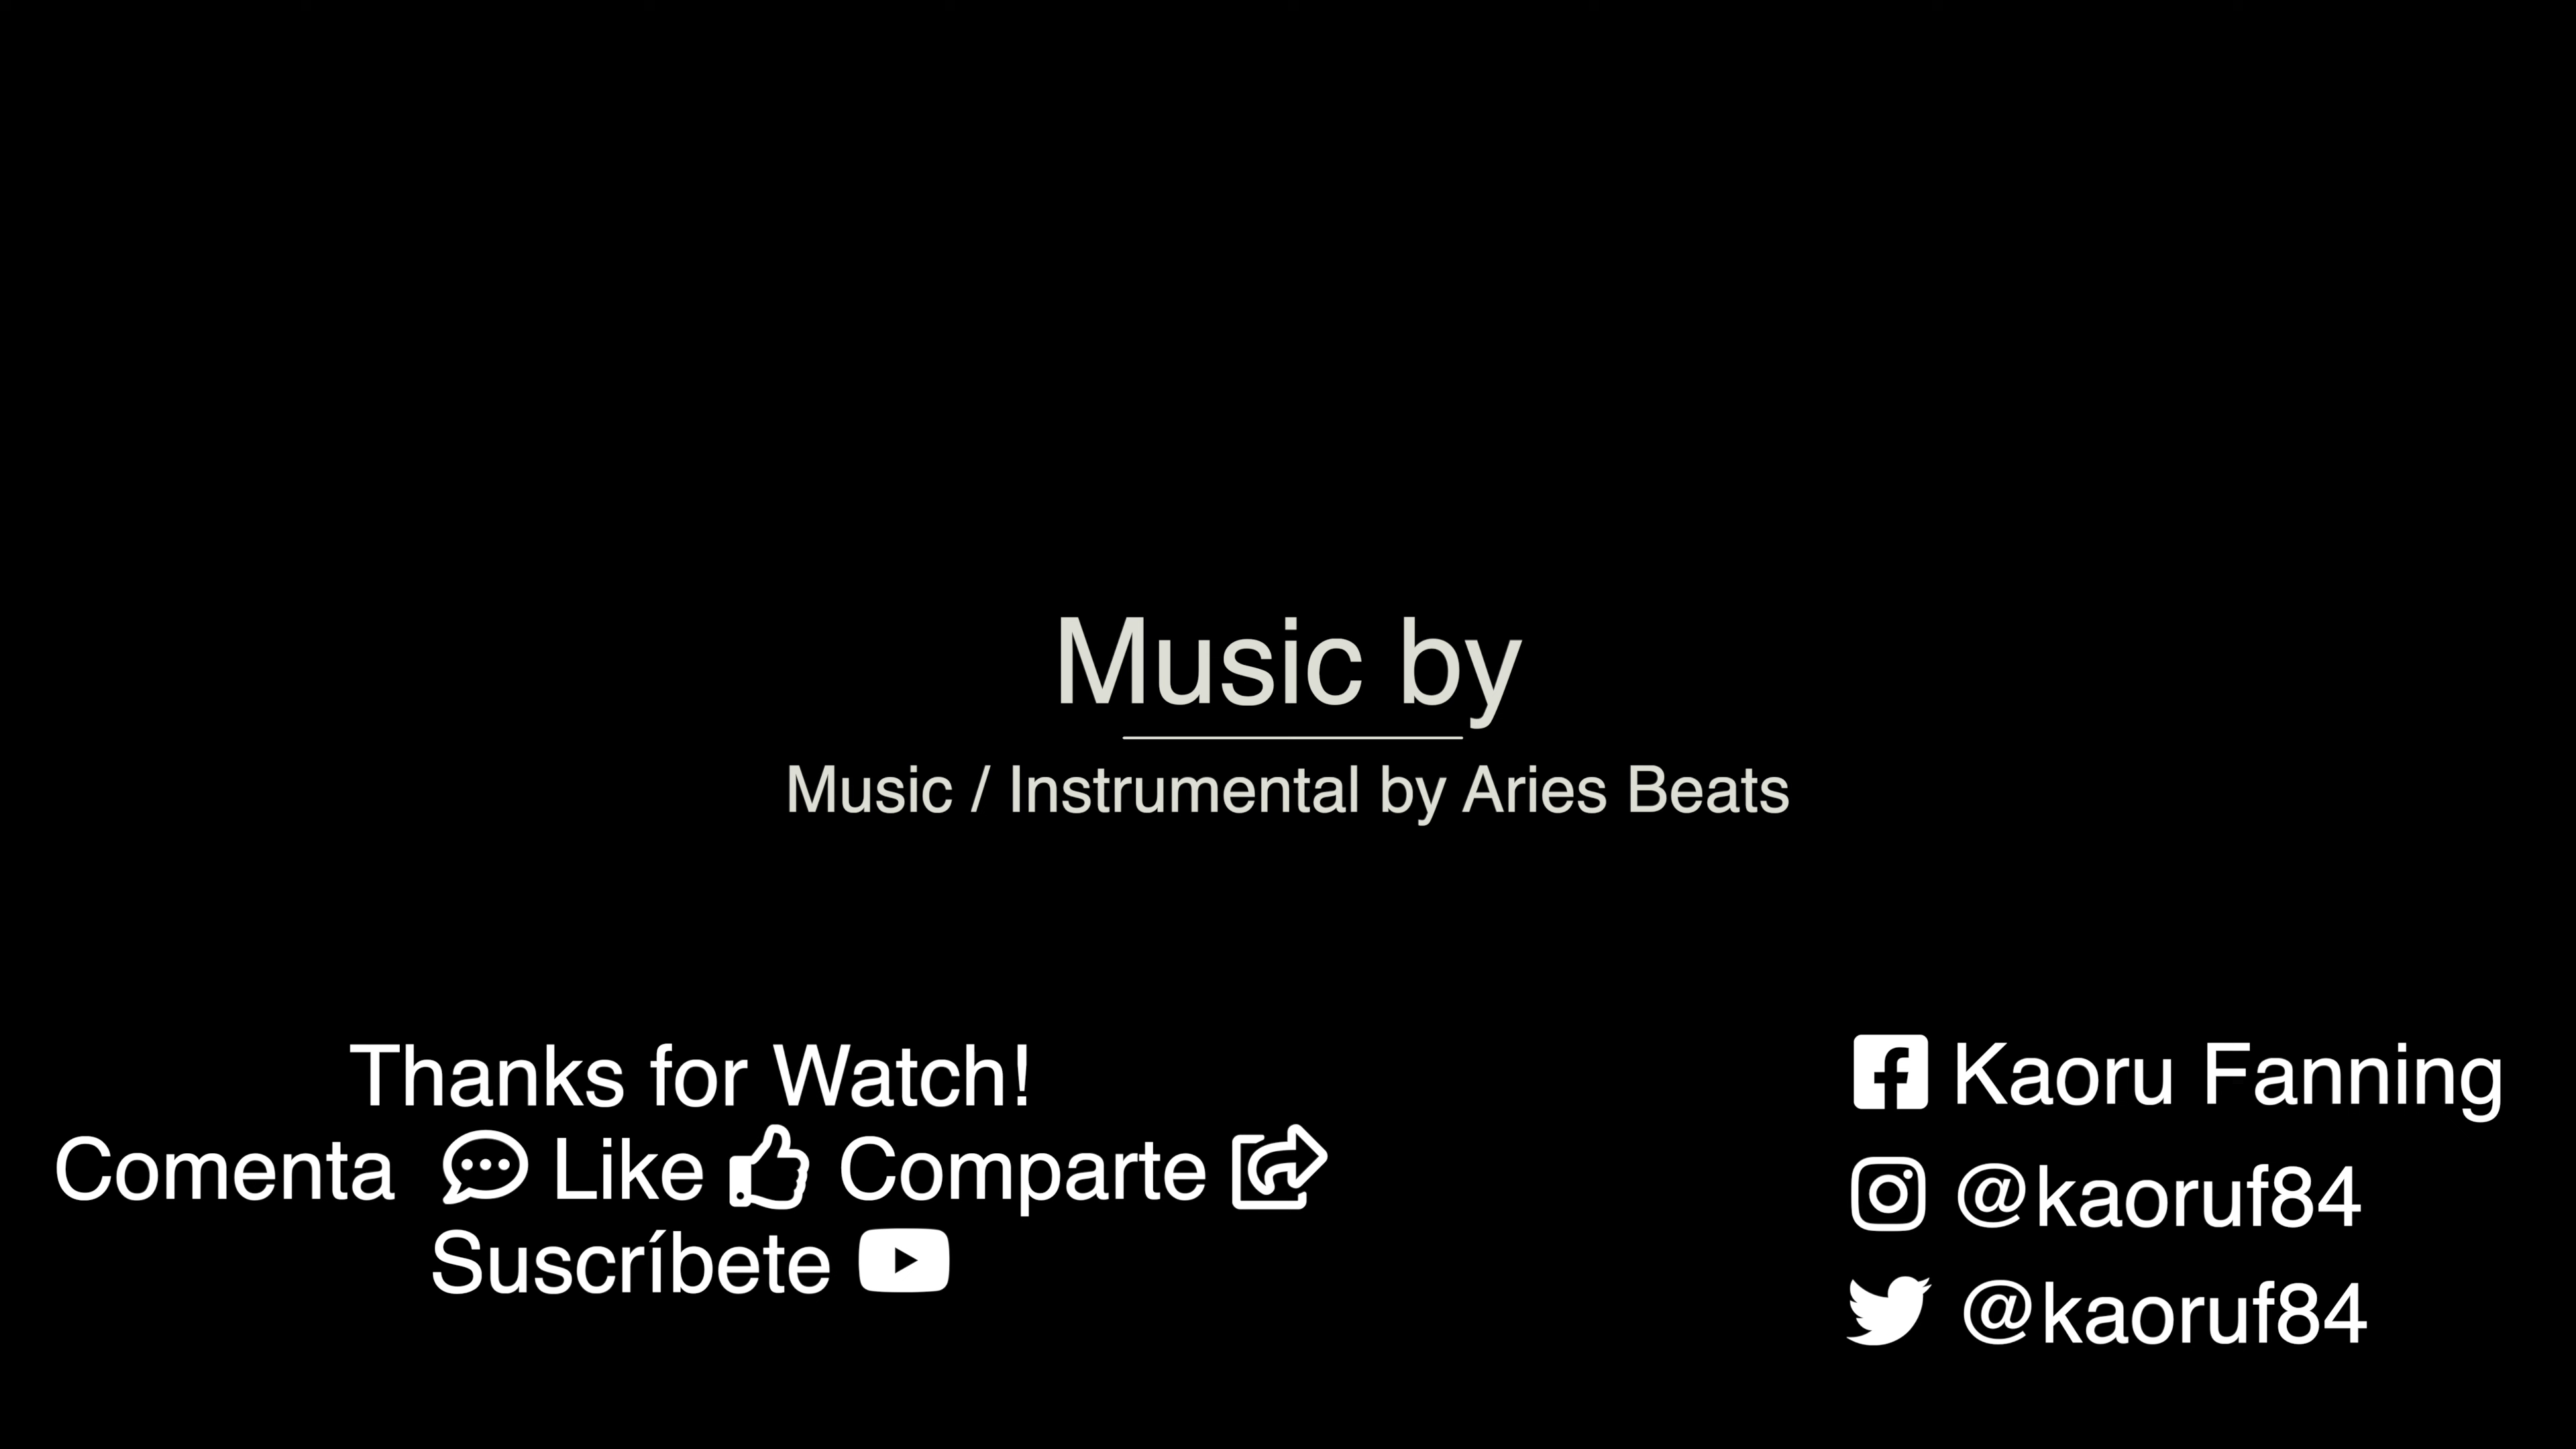 Music by
Music / Instrumental by Aries Beats
Thanks for Watch!
Comenta Like Comparte
Suscríbete
Kaoru Fanning
@kaoruf84
@kaoruf84